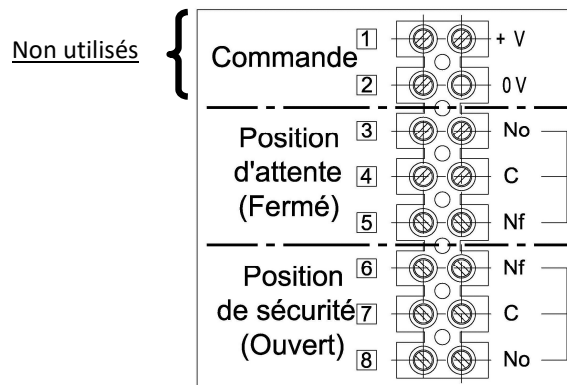 Non utilisés
Commande
1 + V
2 0 V
Position
d'attente
(Fermé)
3 No
4 C
5 Nf
Position
de sécurité
(Ouvert)
6 Nf
7 C
8 No